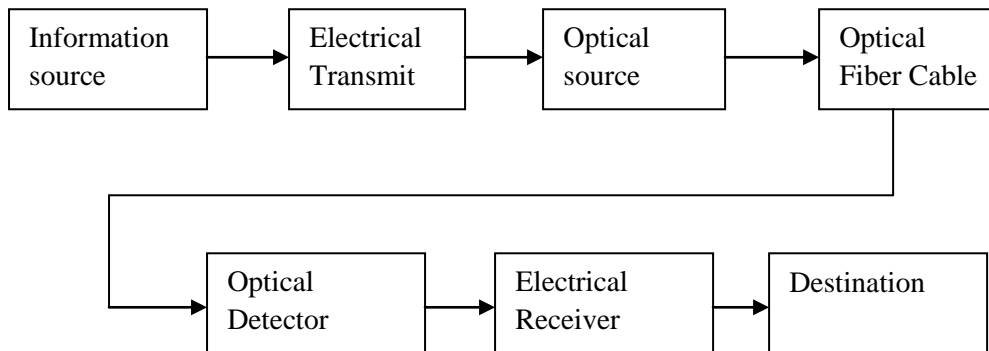 Information
source
Electrical
Transmit
Optical
source
Optical
Fiber Cable
Optical
Detector
Electrical
Receiver
Destination